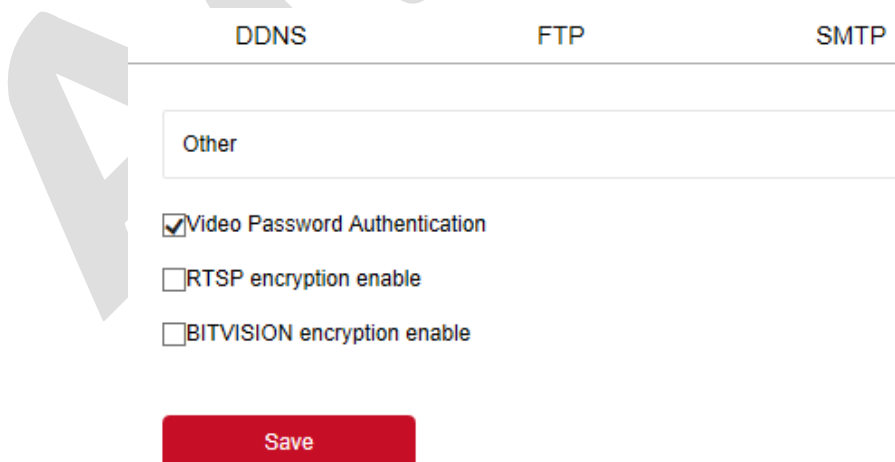 DDNS FTP SMTP
Other
Video Password Authentication
RTSP encryption enable
BITVISION encryption enable
Save